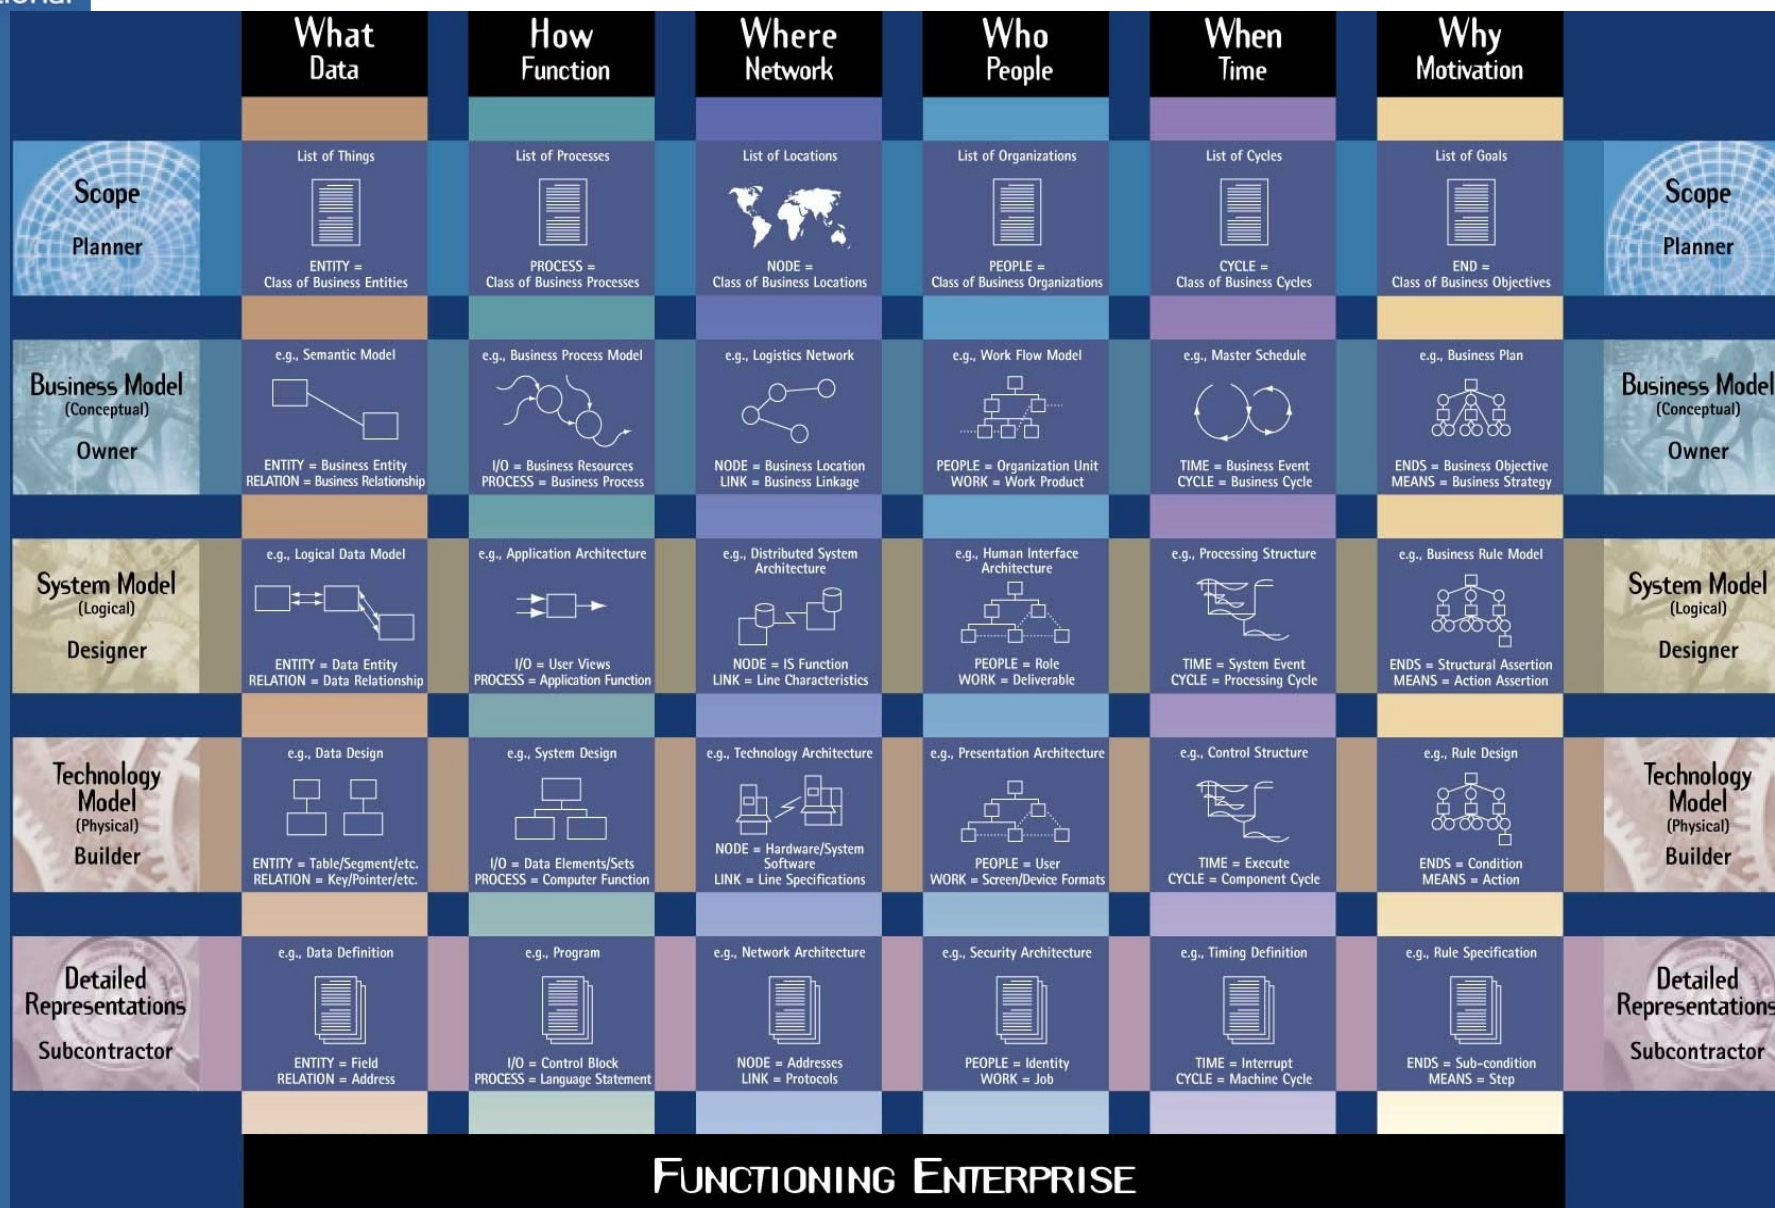 What
Data
How
Function
Where
Network
Who
People
When
Time
Why
Motivation
Scope
Planner
List of Things
ENTITY =
Class of Business Entities
List of Processes
PROCESS =
Class of Business Processes
List of Locations
NODE =
Class of Business Locations
List of Organizations
PEOPLE =
Class of Business Organizations
List of Cycles
CYCLE =
Class of Business Cycles
List of Goals
END =
Class of Business Objectives
Scope
Planner
Business Model
(Conceptual)
Owner
e.g., Semantic Model
ENTITY = Business Entity
RELATION = Business Relationship
e.g., Business Process Model
I/O = Business Resources
PROCESS = Business Process
e.g., Logistics Network
NODE = Business Location
LINK = Business Linkage
e.g., Work Flow Model
PEOPLE = Organization Unit
WORK = Work Product
e.g., Master Schedule
TIME = Business Event
CYCLE = Business Cycle
e.g., Business Plan
ENDS = Business Objective
MEANS = Business Strategy
Business Model
(Conceptual)
Owner
System Model
(Logical)
Designer
e.g., Logical Data Model
ENTITY = Data Entity
RELATION = Data Relationship
e.g., Application Architecture
I/O = User Views
PROCESS = Application Function
e.g., Distributed System
Architecture
NODE = IS Function
LINK = Line Characteristics
e.g., Human Interface
Architecture
PEOPLE = Role
WORK = Deliverable
e.g., Processing Structure
TIME = System Event
CYCLE = Processing Cycle
e.g., Business Rule Model
ENDS = Structural Assertion
MEANS = Action Assertion
System Model
(Logical)
Designer
Technology
Model
(Physical)
Builder
e.g., Data Design
ENTITY = Table/Segment/etc.
RELATION = Key/Pointer/etc.
e.g., System Design
I/O = Data Elements/Sets
PROCESS = Computer Function
e.g., Technology Architecture
NODE = Hardware/System
Software
LINK = Line Specifications
e.g., Presentation Architecture
PEOPLE = User
WORK = Screen/Device Formats
e.g., Control Structure
TIME = Execute
CYCLE = Component Cycle
e.g., Rule Design
ENDS = Condition
MEANS = Action
Technology
Model
(Physical)
Builder
Detailed
Representations
Subcontractor
e.g., Data Definition
ENTITY = Field
RELATION = Address
e.g., Program
I/O = Control Block
PROCESS = Language Statement
e.g., Network Architecture
NODE = Addresses
LINK = Protocols
e.g., Security Architecture
PEOPLE = Identity
WORK = Job
e.g., Timing Definition
TIME = Interrupt
CYCLE = Machine Cycle
e.g., Rule Specification
ENDS = Sub-condition
MEANS = Step
Detailed
Representations
Subcontractor
FUNCTIONING ENTERPRISE